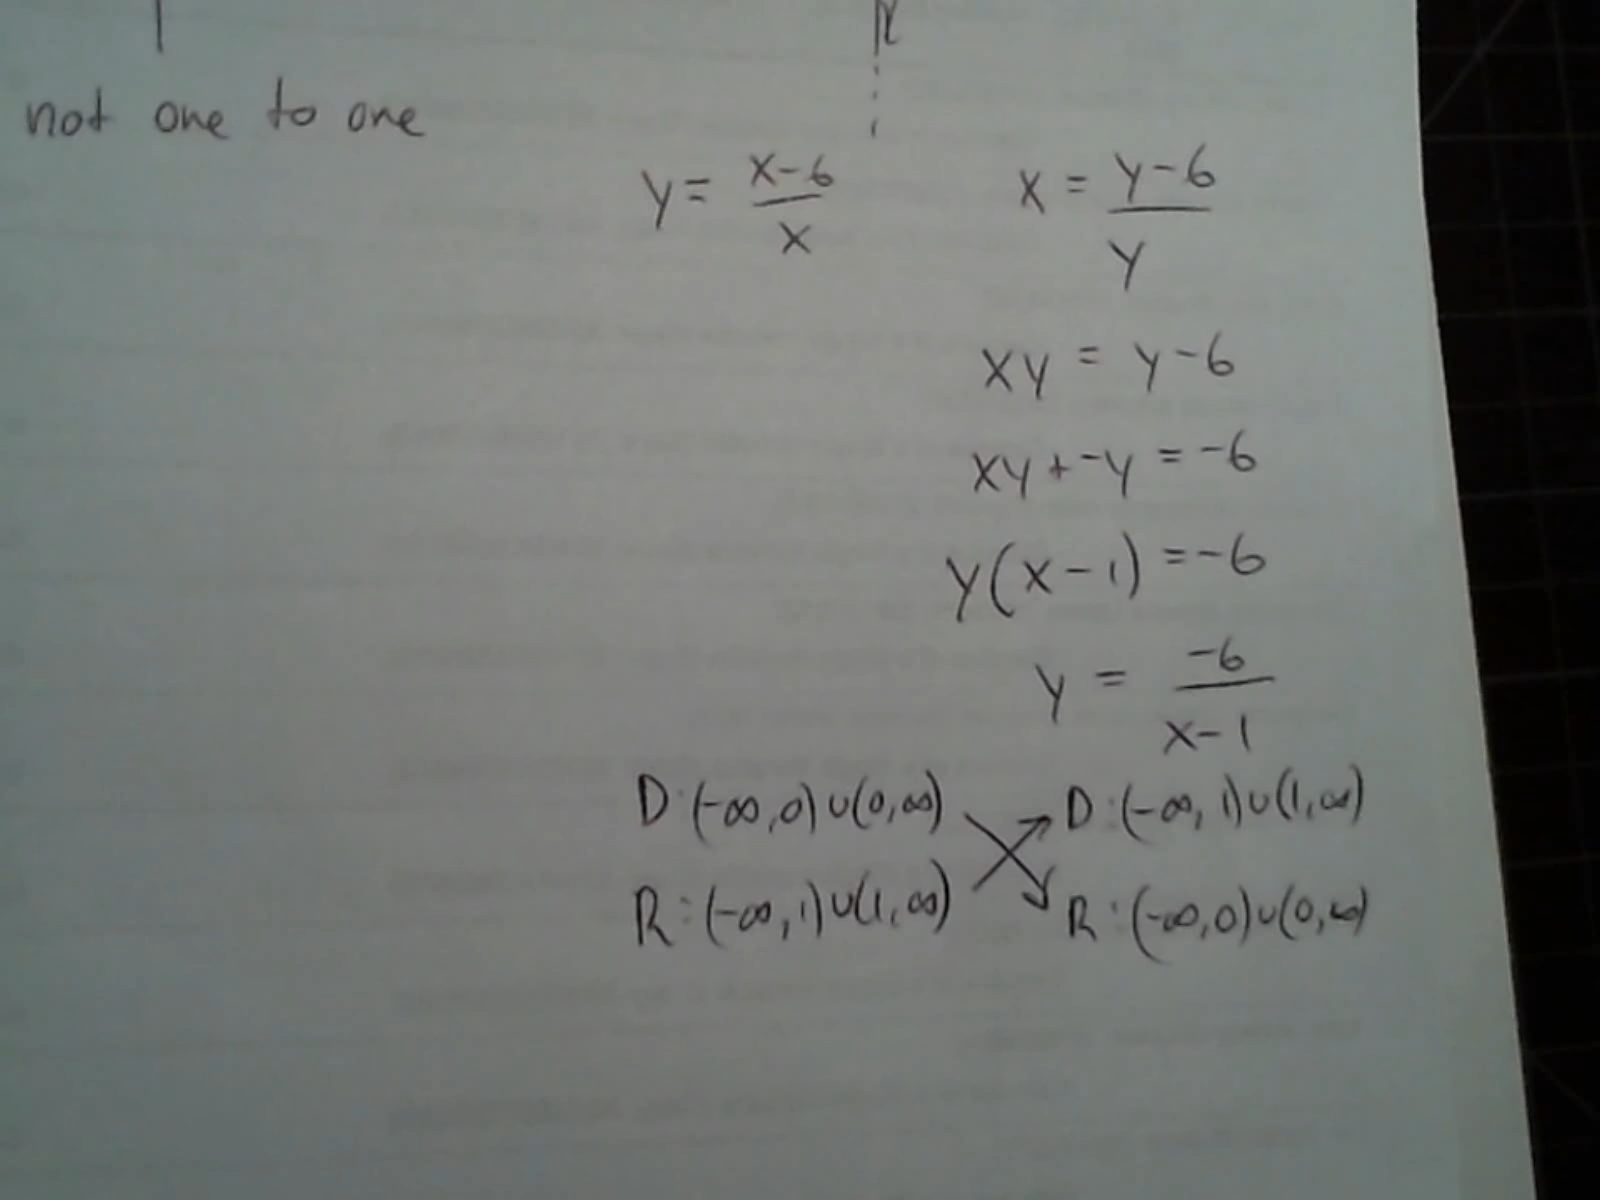 not one to one
y = (x-6)/x
x = (y-6)/y
xy = y-6
xy + -y = -6
y(x-1) = -6
y = -6/(x-1)
D: (-∞,0)∪(0,∞)
D: (-∞,1)∪(1,∞)
R: (-∞,1)∪(1,∞)
R: (-∞,0)∪(0,∞)